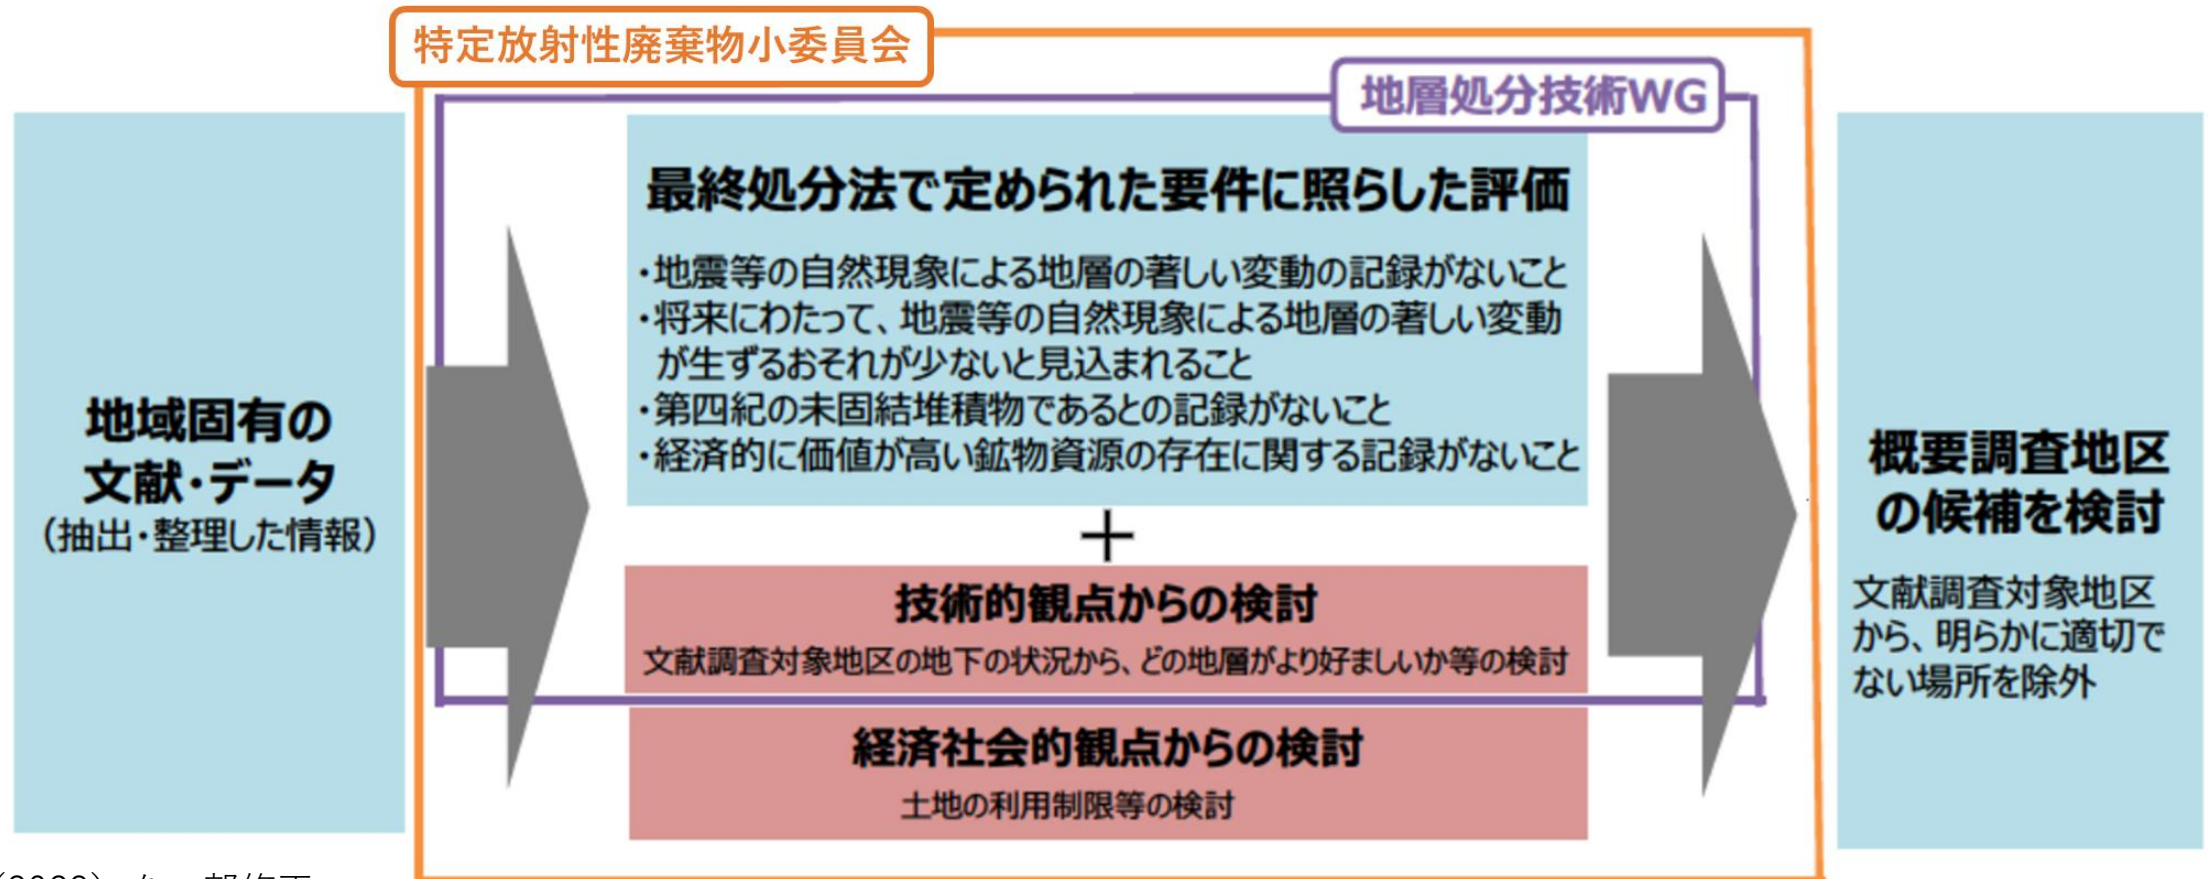 特定放射性廃棄物小委員会
地層処分技術WG
地域固有の
文献・データ
（抽出・整理した情報）
最終処分法で定められた要件に照らした評価
・地震等の自然現象による地層の著しい変動の記録がないこと
・将来にわたって、地震等の自然現象による地層の著しい変動
が生ずるおそれが少ないと見込まれること
・第四紀の未固結堆積物であるとの記録がないこと
・経済的に価値が高い鉱物資源の存在に関する記録がないこと
＋
技術的観点からの検討
文献調査対象地区の地下の状況から、どの地層がより好ましいか等の検討
経済社会的観点からの検討
土地の利用制限等の検討
概要調査地区
の候補を検討
文献調査対象地区
から、明らかに適切で
ない場所を除外